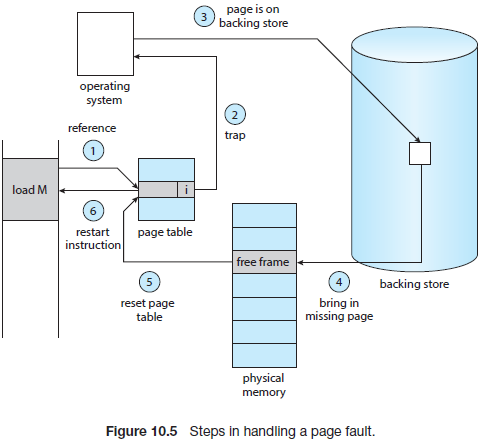 3
page is on
backing store
operating
system
2
trap
reference
1
load M
i
6
restart
instruction
page table
free frame
backing store
5
reset page
table
4
bring in
missing page
physical
memory
Figure 10.5 Steps in handling a page fault.